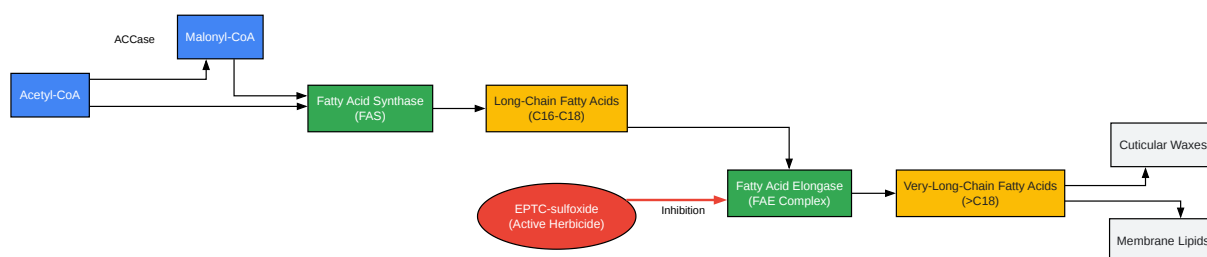 ACCase
Malonyl-CoA
Acetyl-CoA
Fatty Acid Synthase
(FAS)
Long-Chain Fatty Acids
(C16-C18)
Cuticular Waxes
EPTC-sulfoxide
(Active Herbicide)
Inhibition
Fatty Acid Elongase
(FAE Complex)
Very-Long-Chain Fatty Acids
(>C18)
Membrane Lipids